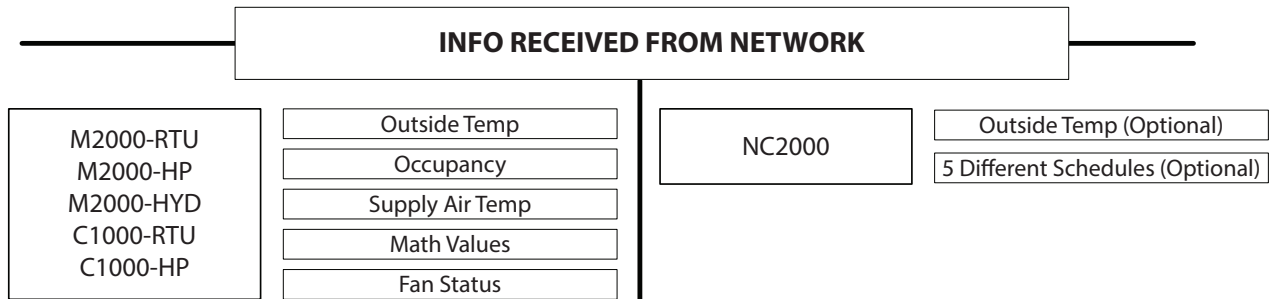 INFO RECEIVED FROM NETWORK
M2000-RTU
M2000-HP
M2000-HYD
C1000-RTU
C1000-HP
Outside Temp
Occupancy
Supply Air Temp
Math Values
Fan Status
NC2000
Outside Temp (Optional)
5 Different Schedules (Optional)